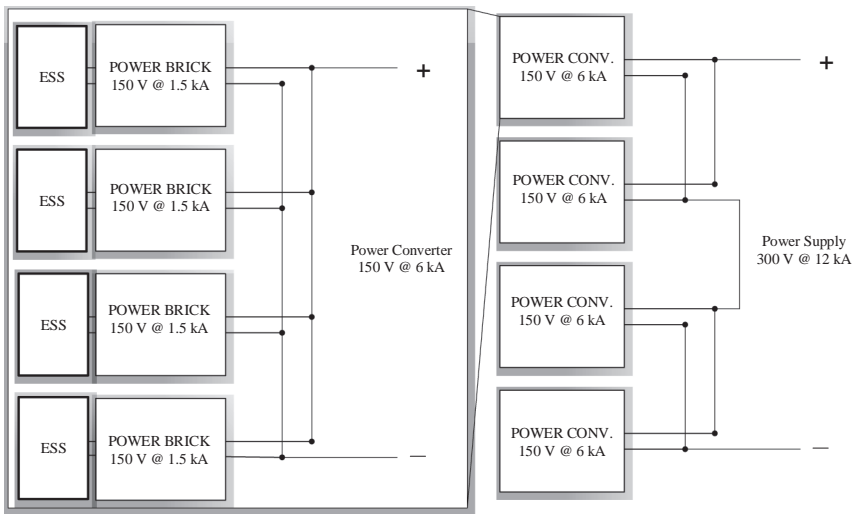 ESS
POWER BRICK
150 V @ 1.5 kA
+
ESS
POWER BRICK
150 V @ 1.5 kA
Power Converter
150 V @ 6 kA
ESS
POWER BRICK
150 V @ 1.5 kA
ESS
POWER BRICK
150 V @ 1.5 kA
—
POWER CONV.
150 V @ 6 kA
+
POWER CONV.
150 V @ 6 kA
Power Supply
300 V @ 12 kA
POWER CONV.
150 V @ 6 kA
POWER CONV.
150 V @ 6 kA
—